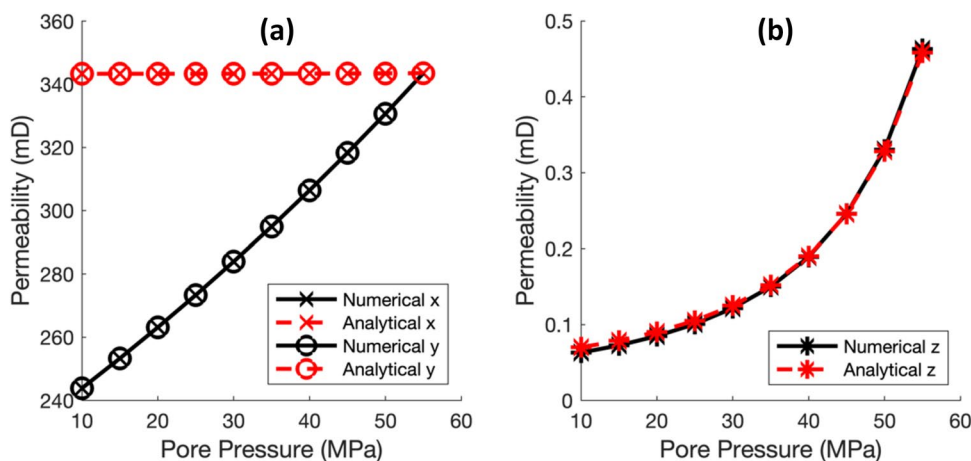 (a)
360
340
320
300
280
260
240
Permeability (mD)
10 20 30 40 50 60
Pore Pressure (MPa)
Numerical x
Analytical x
Numerical y
Analytical y
(b)
0.5
0.4
0.3
0.2
0.1
0
Permeability (mD)
10 20 30 40 50 60
Pore Pressure (MPa)
Numerical z
Analytical z